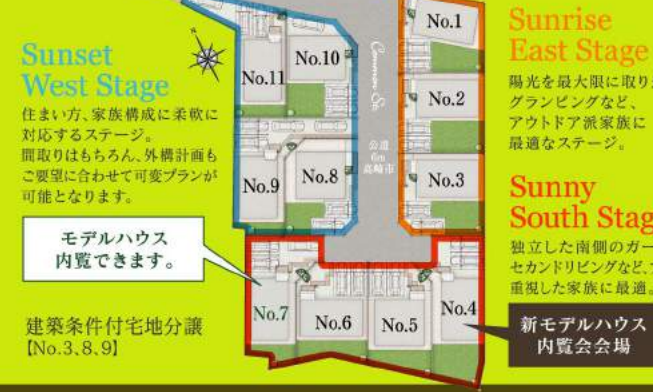 Sunset
West Stage
住まい方、家族構成に柔軟に
対応するステージ。
間取りはもちろん、外構計画も
ご要望に合わせて可変プランが
可能となります。
モデルハウス
内覧できます。
建築条件付宅地分譲
【No.3,8,9】
No.11
No.10
No.9
No.8
No.7
No.6
No.5
No.4
No.1
No.2
No.3
公道
6m
高崎市
Sunrise
East Stage
陽光を最大限に取り
グランピングなど、
アウトドア派家族に
最適なステージ。
Sunny
South Stag
独立した南側のガー
セカンドリビングなど、
重視した家族に最適。
新モデルハウス
内覧会会場